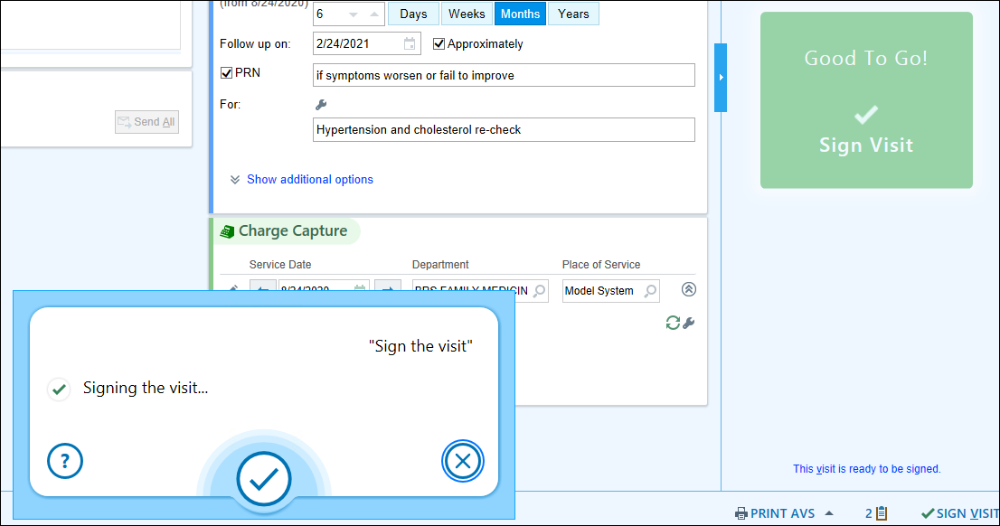 (from 8/24/2020)
6
Days
Weeks
Months
Years
Follow up on:
2/24/2021
Approximately
PRN
if symptoms worsen or fail to improve
For:
Hypertension and cholesterol re-check
Show additional options
Send All
Good To Go!
Sign Visit
Charge Capture
Service Date
Department
Place of Service
8/24/2020
BRS FAMILY MEDICIN
Model System
"Sign the visit"
Signing the visit...
?
This visit is ready to be signed.
PRINT AVS
2
SIGN VISIT